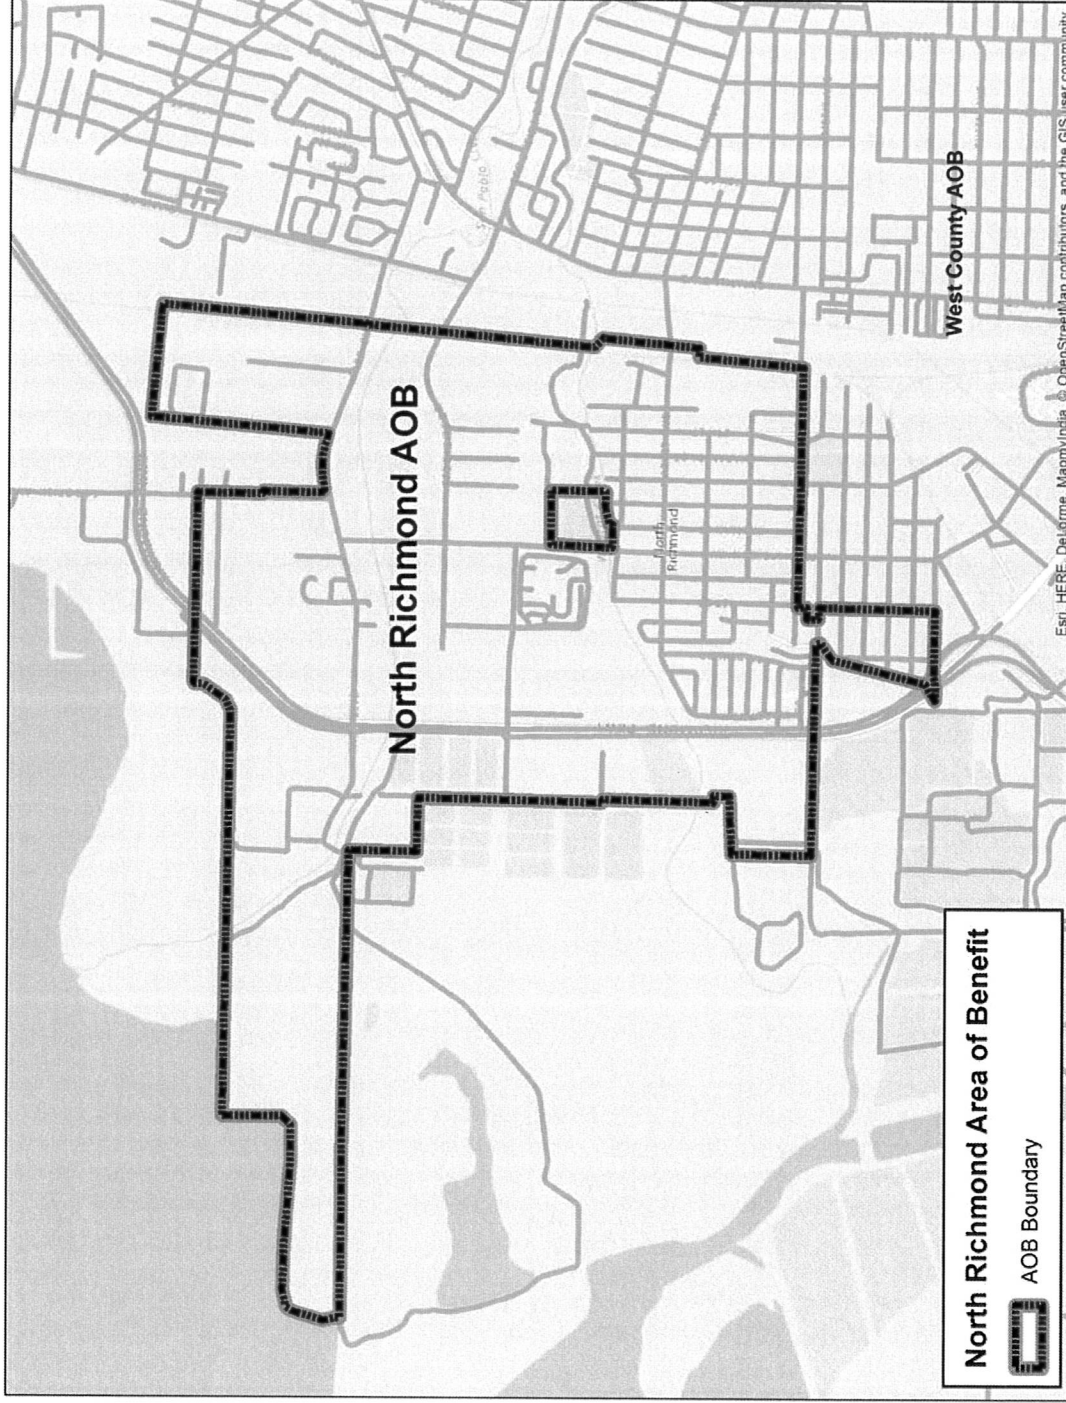 North Richmond AOB
West County AOB
San Pablo
North
Richmond
North Richmond Area of Benefit
AOB Boundary
Esri, HERE, DeLorme, MapmyIndia, © OpenStreetMap contributors, and the GIS user community